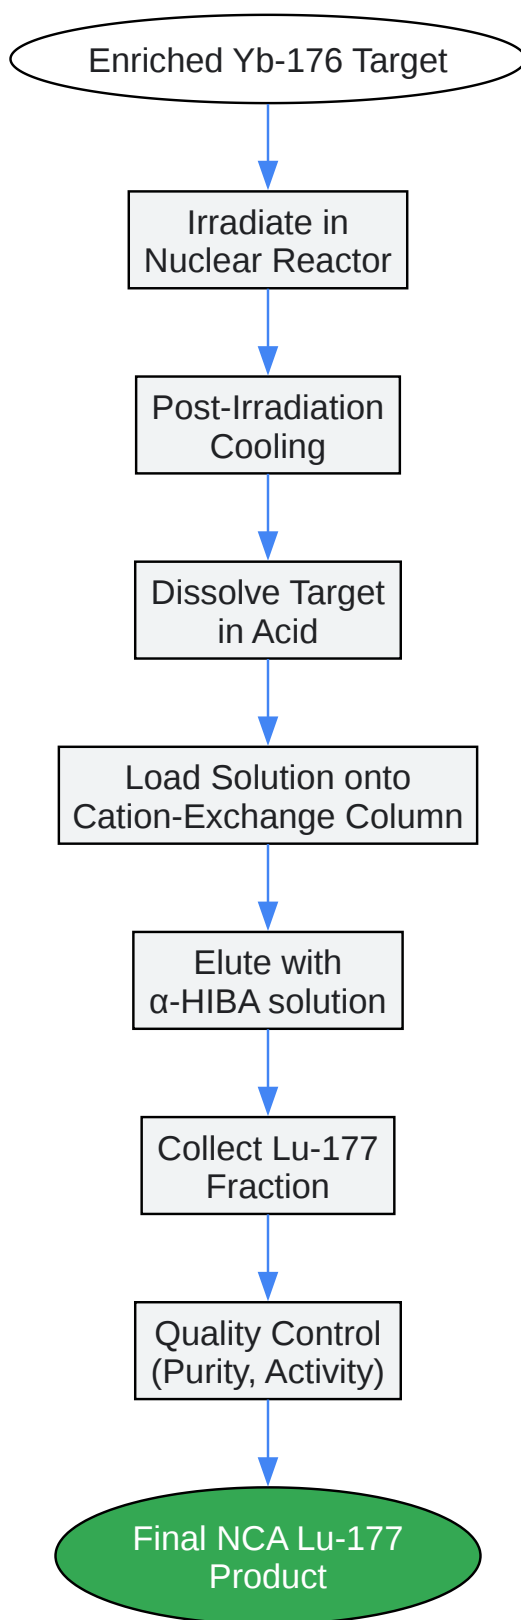 Enriched Yb-176 Target
Irradiate in
Nuclear Reactor
Post-Irradiation
Cooling
Dissolve Target
in Acid
Load Solution onto
Cation-Exchange Column
Elute with
α-HIBA solution
Collect Lu-177
Fraction
Quality Control
(Purity, Activity)
Final NCA Lu-177
Product